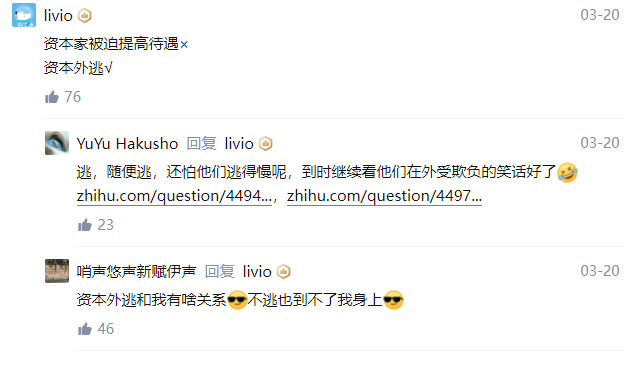 livio 03-20
资本家被迫提高待遇×
资本外逃√
76
YuYu Hakusho 回复 livio 03-20
逃，随便逃，还怕他们逃得慢呢，到时继续看他们在外受欺负的笑话好了🤣
zhihu.com/question/4494...，zhihu.com/question/4497...
23
哨声悠声新赋伊声 回复 livio 03-20
资本外逃和我有啥关系😎不逃也到不了我身上😎
46